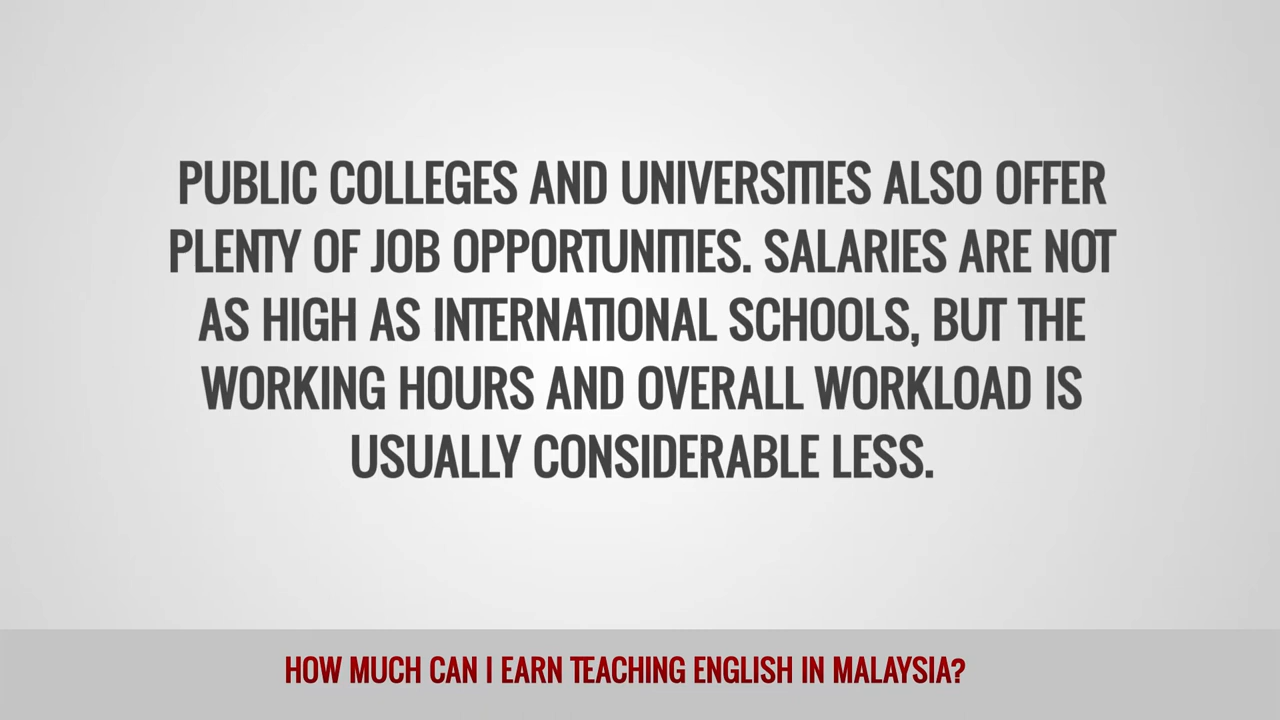 PUBLIC COLLEGES AND UNIVERSITIES ALSO OFFER
PLENTY OF JOB OPPORTUNITIES. SALARIES ARE NOT
AS HIGH AS INTERNATIONAL SCHOOLS, BUT THE
WORKING HOURS AND OVERALL WORKLOAD IS
USUALLY CONSIDERABLE LESS.
HOW MUCH CAN I EARN TEACHING ENGLISH IN MALAYSIA?